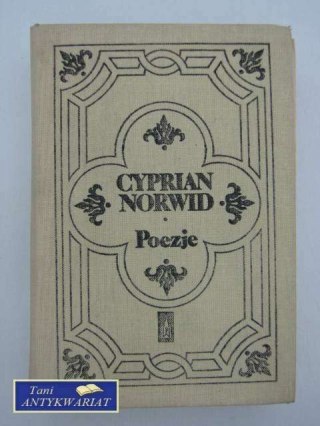 CYPRIAN
NORWID
Poezje
Tani
ANTYKWARIAT